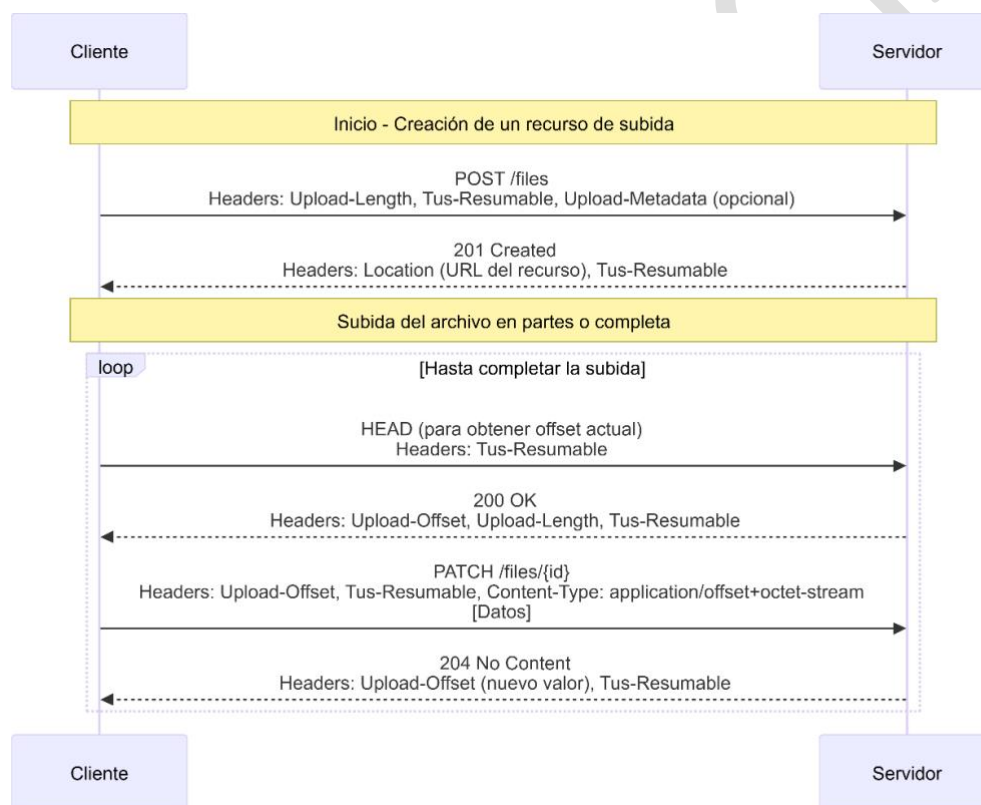 Cliente
Servidor
Inicio - Creación de un recurso de subida
POST /files
Headers: Upload-Length, Tus-Resumable, Upload-Metadata (opcional)
201 Created
Headers: Location (URL del recurso), Tus-Resumable
Subida del archivo en partes o completa
loop
[Hasta completar la subida]
HEAD (para obtener offset actual)
Headers: Tus-Resumable
200 OK
Headers: Upload-Offset, Upload-Length, Tus-Resumable
PATCH /files/{id}
Headers: Upload-Offset, Tus-Resumable, Content-Type: application/offset+octet-stream
[Datos]
204 No Content
Headers: Upload-Offset (nuevo valor), Tus-Resumable
Cliente
Servidor